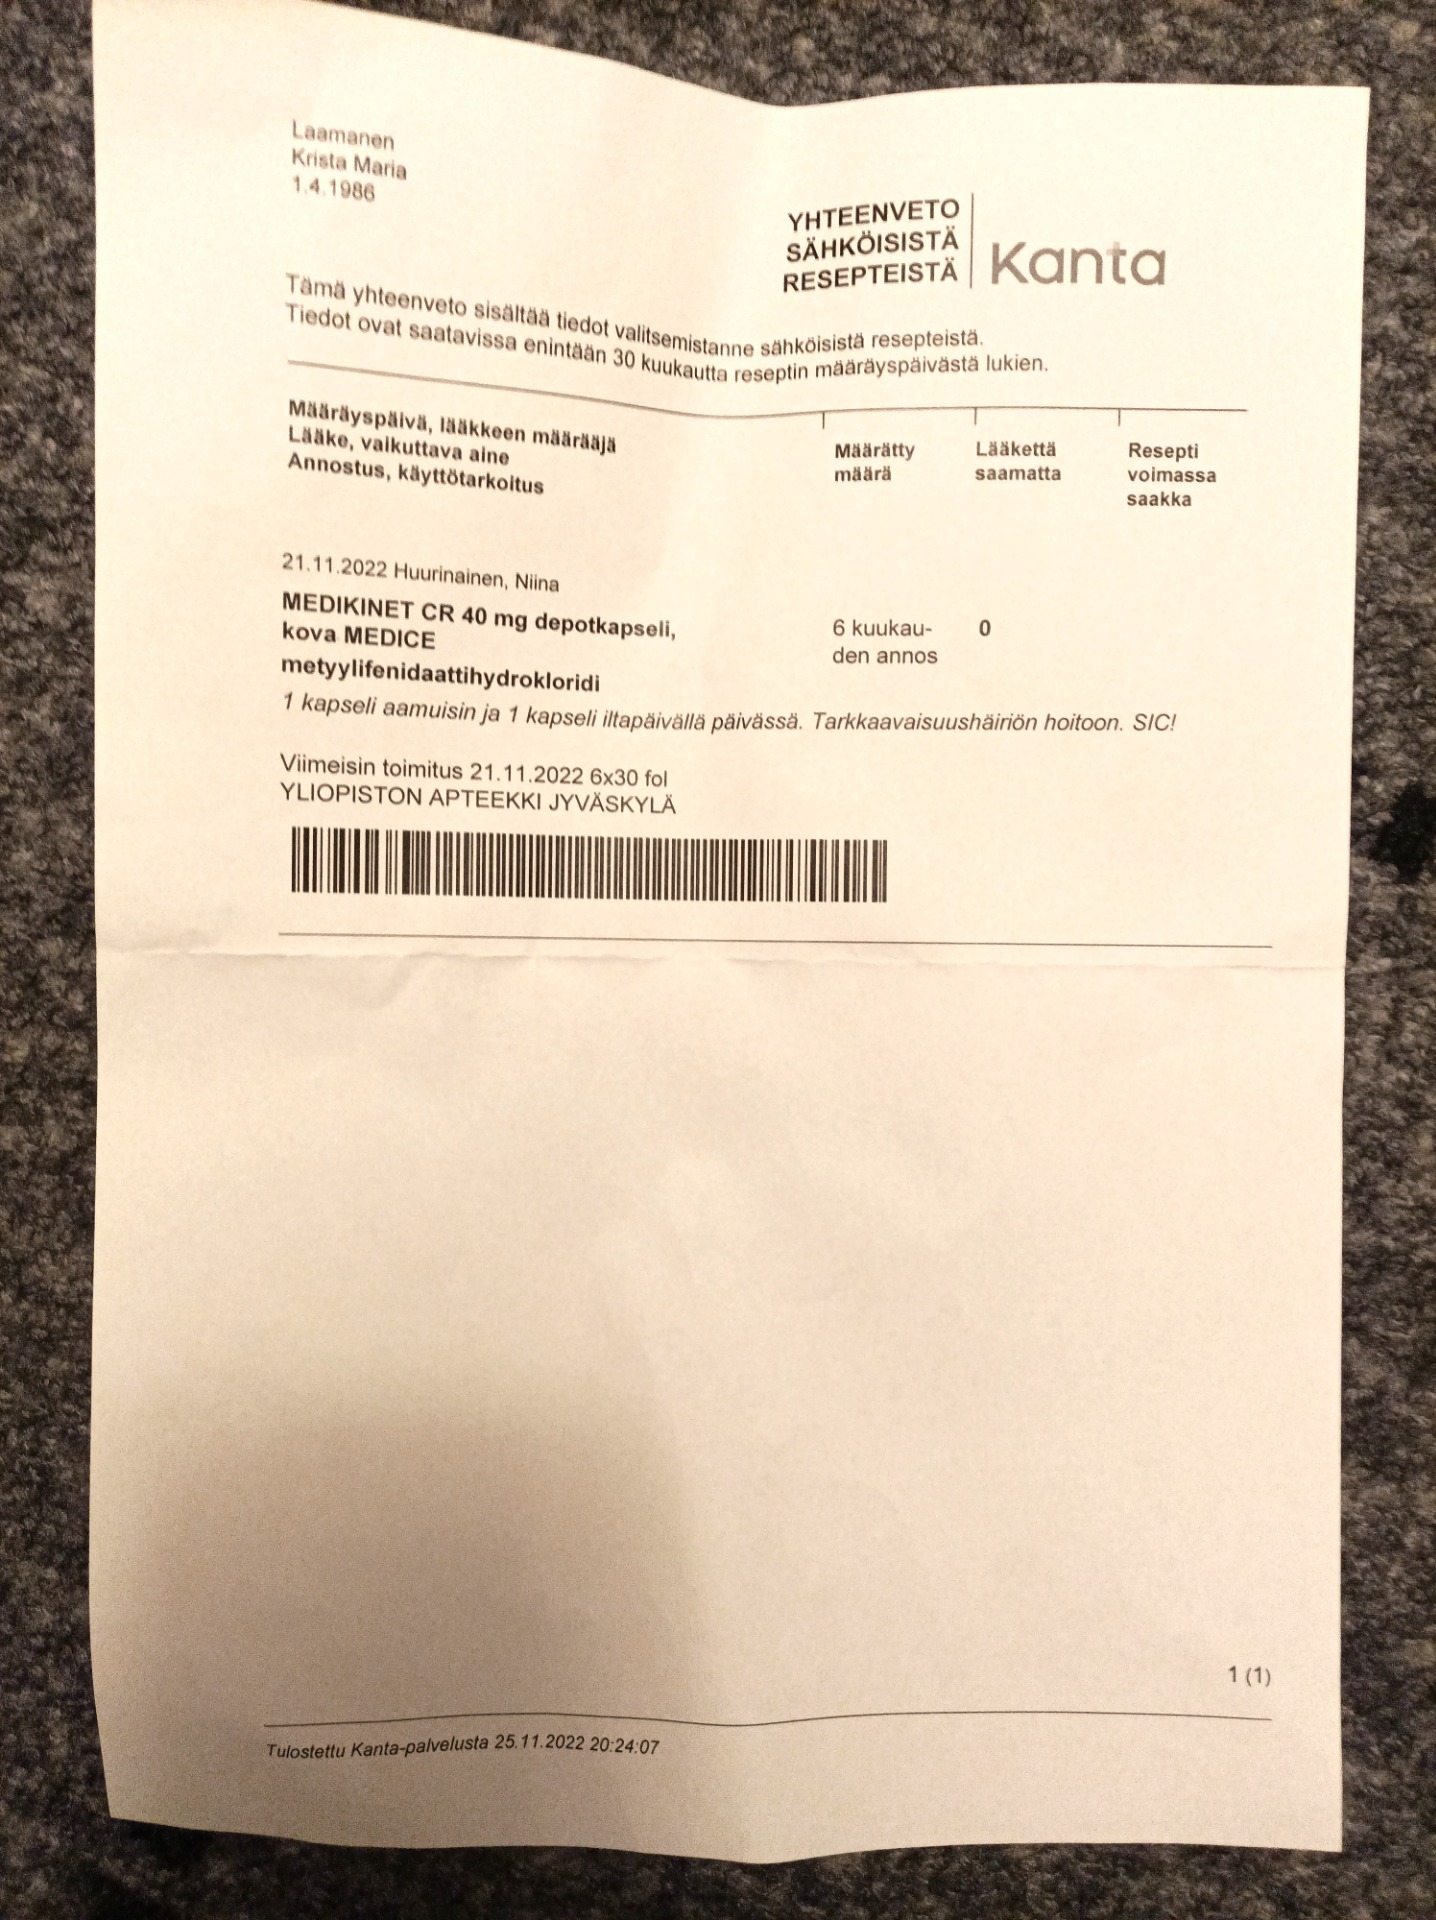 Laamanen
Krista Maria
1.4.1986
YHTEENVETO
SÄHKÖISISTÄ
RESEPTEISTÄ
Kanta
Tämä yhteenveto sisältää tiedot valitsemistanne sähköisistä resepteistä.
Tiedot ovat saatavissa enintään 30 kuukautta reseptin määräyspäivästä lukien.
Määräyspäivä, lääkkeen määrääjä
Lääke, vaikuttava aine
Annostus, käyttötarkoitus
Määrätty
määrä
Lääkettä
saamatta
Resepti
voimassa
saakka
21.11.2022 Huurinainen, Niina
MEDIKINET CR 40 mg depotkapseli,
kova MEDICE
metyylifenidaattihydrokloridi
6 kuukau-
den annos
0
1 kapseli aamuisin ja 1 kapseli iltapäivällä päivässä. Tarkkaavaisuushäiriön hoitoon. SIC!
Viimeisin toimitus 21.11.2022 6x30 fol
YLIOPISTON APTEEKKI JYVÄSKYLÄ
1 (1)
Tulostettu Kanta-palvelusta 25.11.2022 20:24:07